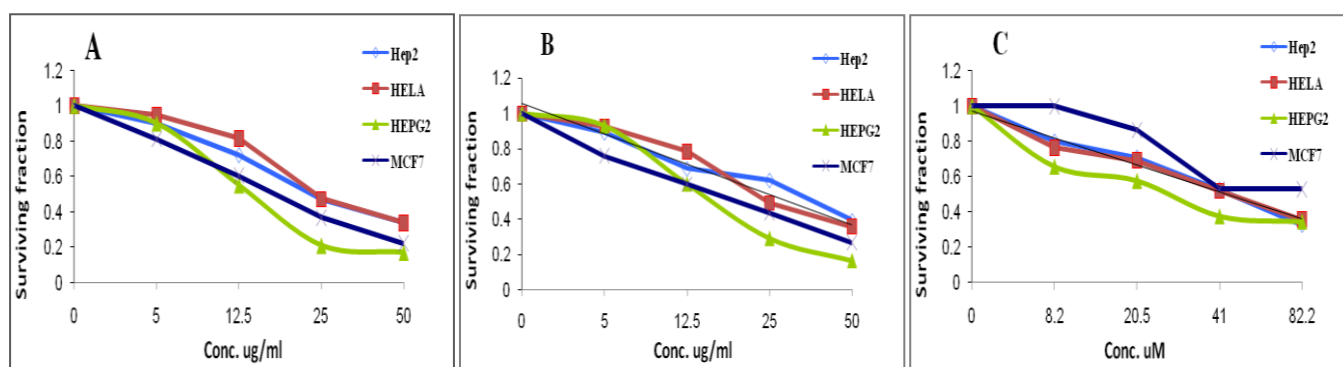 A
Hep2
HELA
HEPG2
MCF7
1.2
1
0.8
0.6
0.4
0.2
0
Surviving fraction
0 5 12.5 25 50
Conc. ug/ml
B
Hep2
HELA
HEPG2
MCF7
1.2
1
0.8
0.6
0.4
0.2
0
Surviving fraction
0 5 12.5 25 50
Conc. ug/ml
C
Hep2
HELA
HEPG2
MCF7
1.2
1
0.8
0.6
0.4
0.2
0
Surviving fraction
0 8.2 20.5 41 82.2
Conc. uM